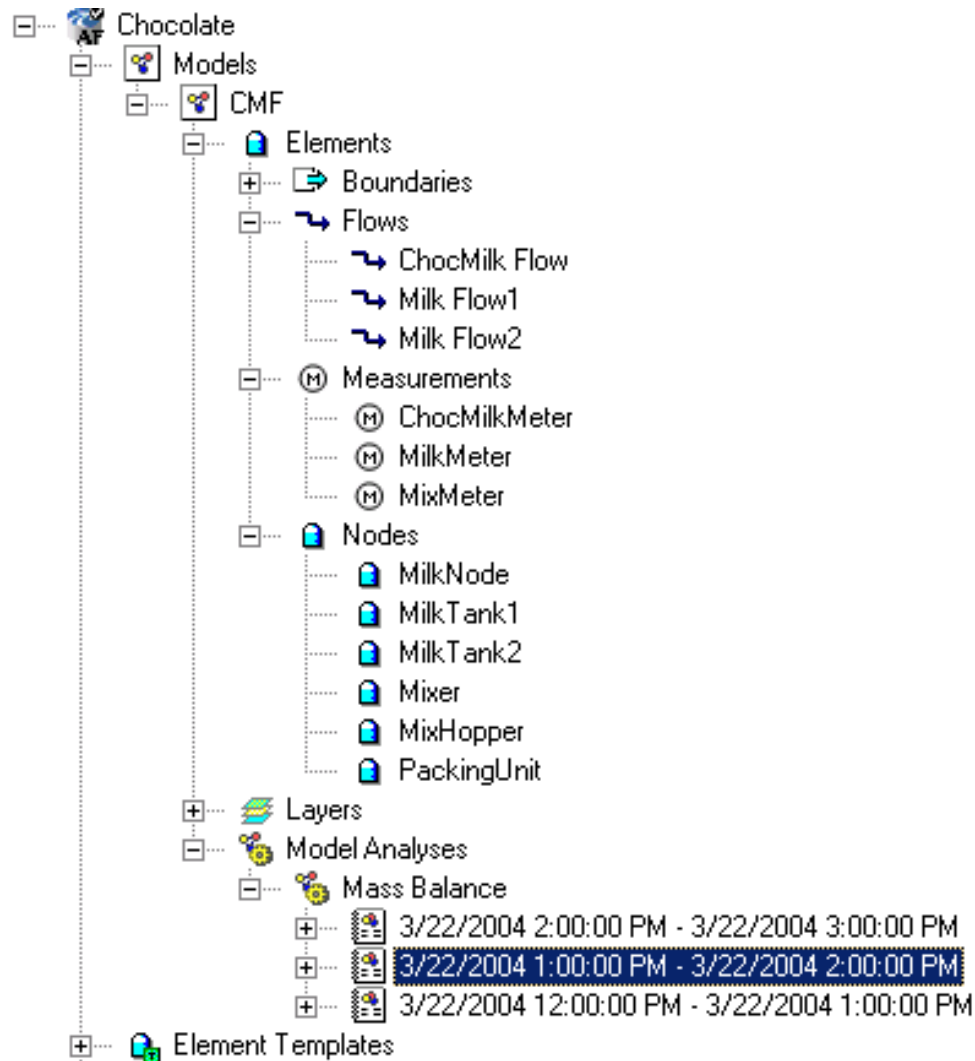 Chocolate
Models
CMF
Elements
Boundaries
Flows
ChocMilk Flow
Milk Flow1
Milk Flow2
Measurements
ChocMilkMeter
MilkMeter
MixMeter
Nodes
MilkNode
MilkTank1
MilkTank2
Mixer
MixHopper
PackingUnit
Layers
Model Analyses
Mass Balance
3/22/2004 2:00:00 PM - 3/22/2004 3:00:00 PM
3/22/2004 1:00:00 PM - 3/22/2004 2:00:00 PM
3/22/2004 12:00:00 PM - 3/22/2004 1:00:00 PM
Element Templates